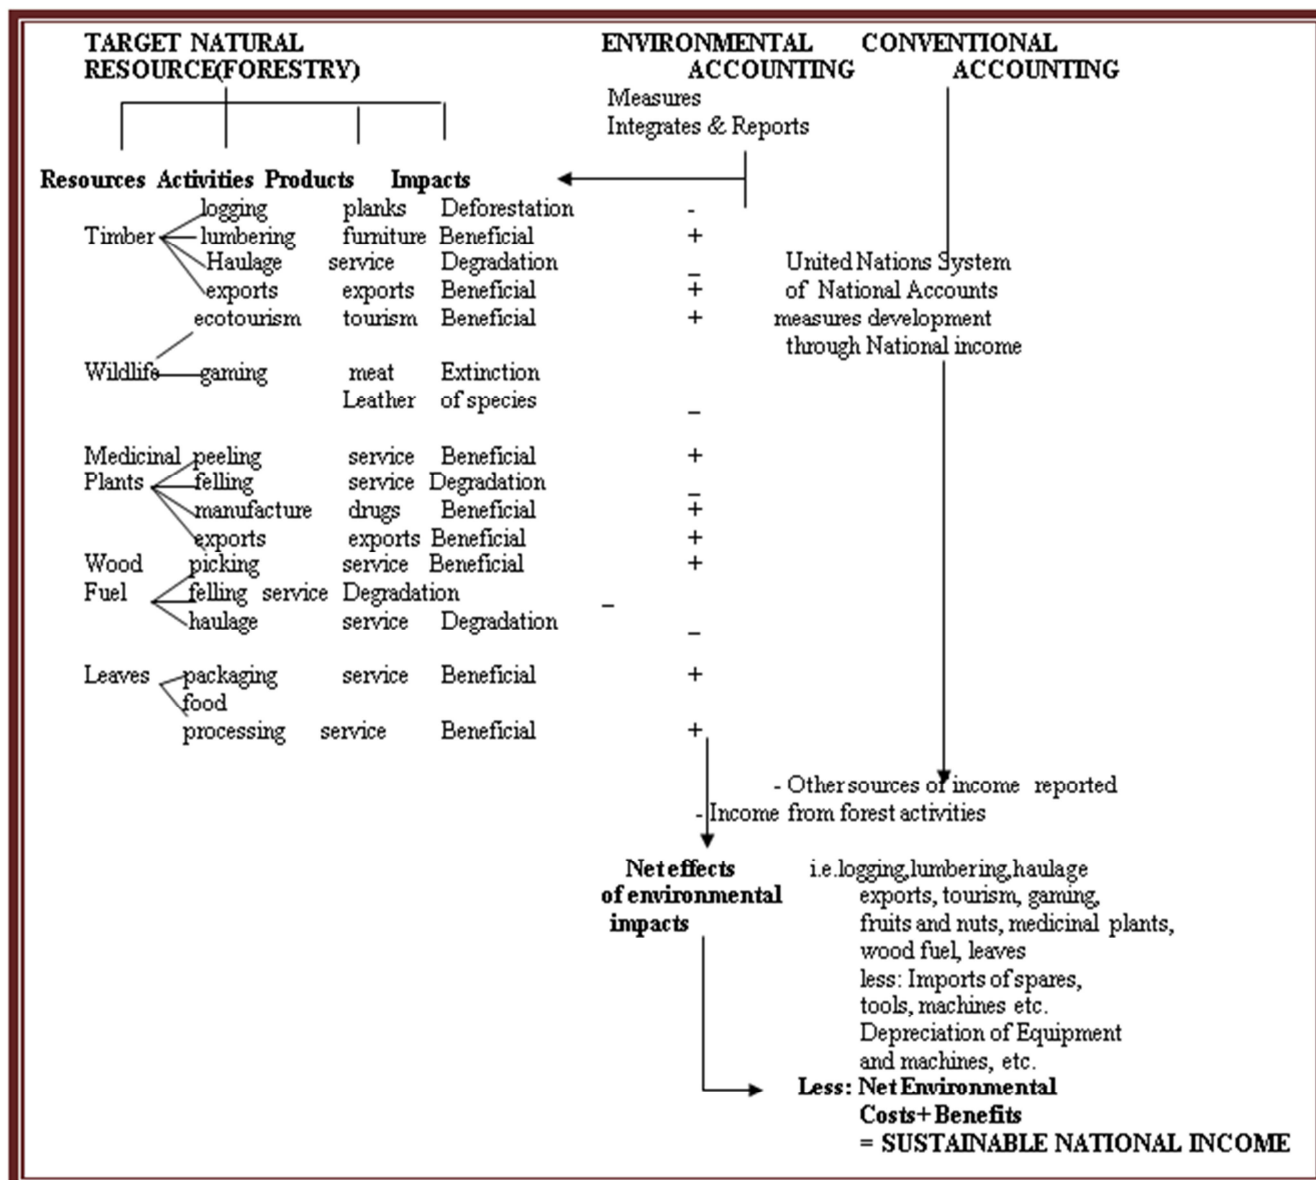 TARGET NATURAL ENVIRONMENTAL CONVENTIONAL
RESOURCE(FORESTRY) ACCOUNTING ACCOUNTING
Measures
Integrates & Reports
Resources Activities Products Impacts
logging planks Deforestation -
Timber lumbering furniture Beneficial +
Haulage service Degradation _ United Nations System
exports exports Beneficial + of National Accounts
ecotourism tourism Beneficial + measures development
through National income
Wildlife gaming meat Extinction
Leather of species _
Medicinal peeling service Beneficial +
Plants felling service Degradation _
manufacture drugs Beneficial +
exports exports Beneficial +
Wood picking service Beneficial +
Fuel felling service Degradation _
haulage service Degradation _
Leaves packaging service Beneficial +
food
processing service Beneficial +
- Other sources of income reported
- Income from forest activities
Net effects i.e.logging,lumbering,haulage
of environmental exports, tourism, gaming,
impacts fruits and nuts, medicinal plants,
wood fuel, leaves
less: Imports of spares,
tools, machines etc.
Depreciation of Equipment
and machines, etc.
Less: Net Environmental
Costs+ Benefits
= SUSTAINABLE NATIONAL INCOME